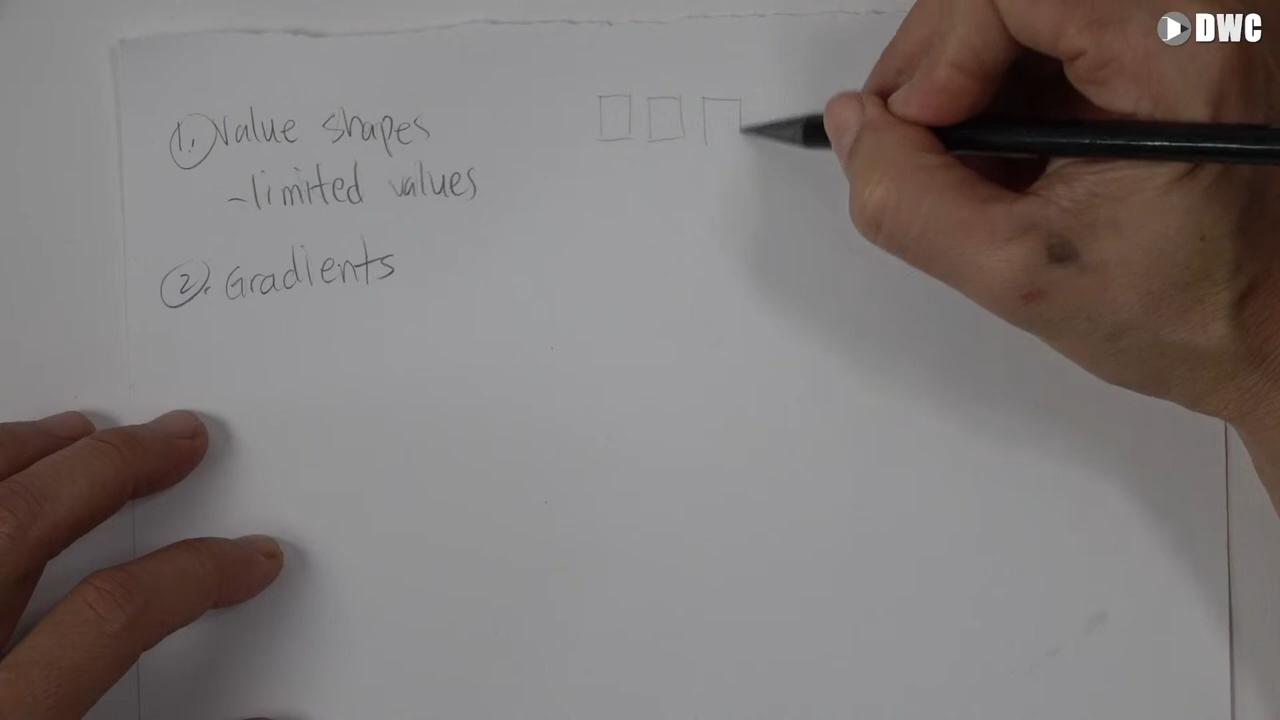 1. Value shapes
- limited values
2. Gradients
DWC